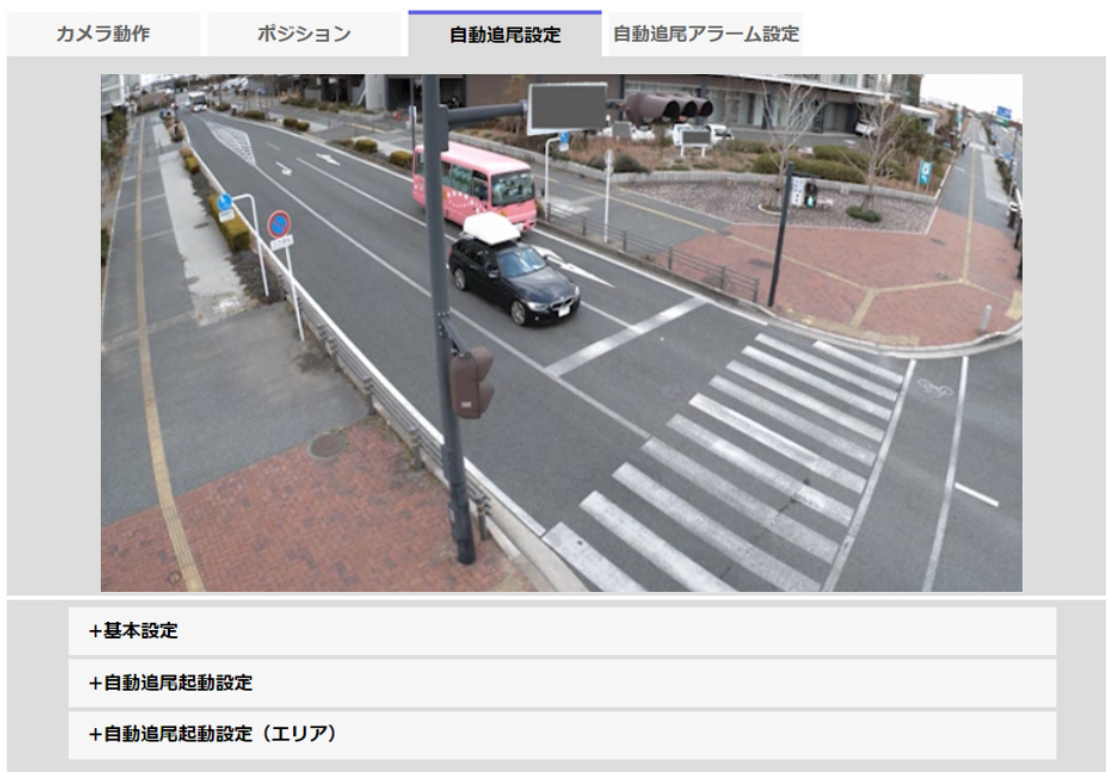 カメラ動作
ポジション
自動追尾設定
自動追尾アラーム設定
+基本設定
+自動追尾起動設定
+自動追尾起動設定（エリア）